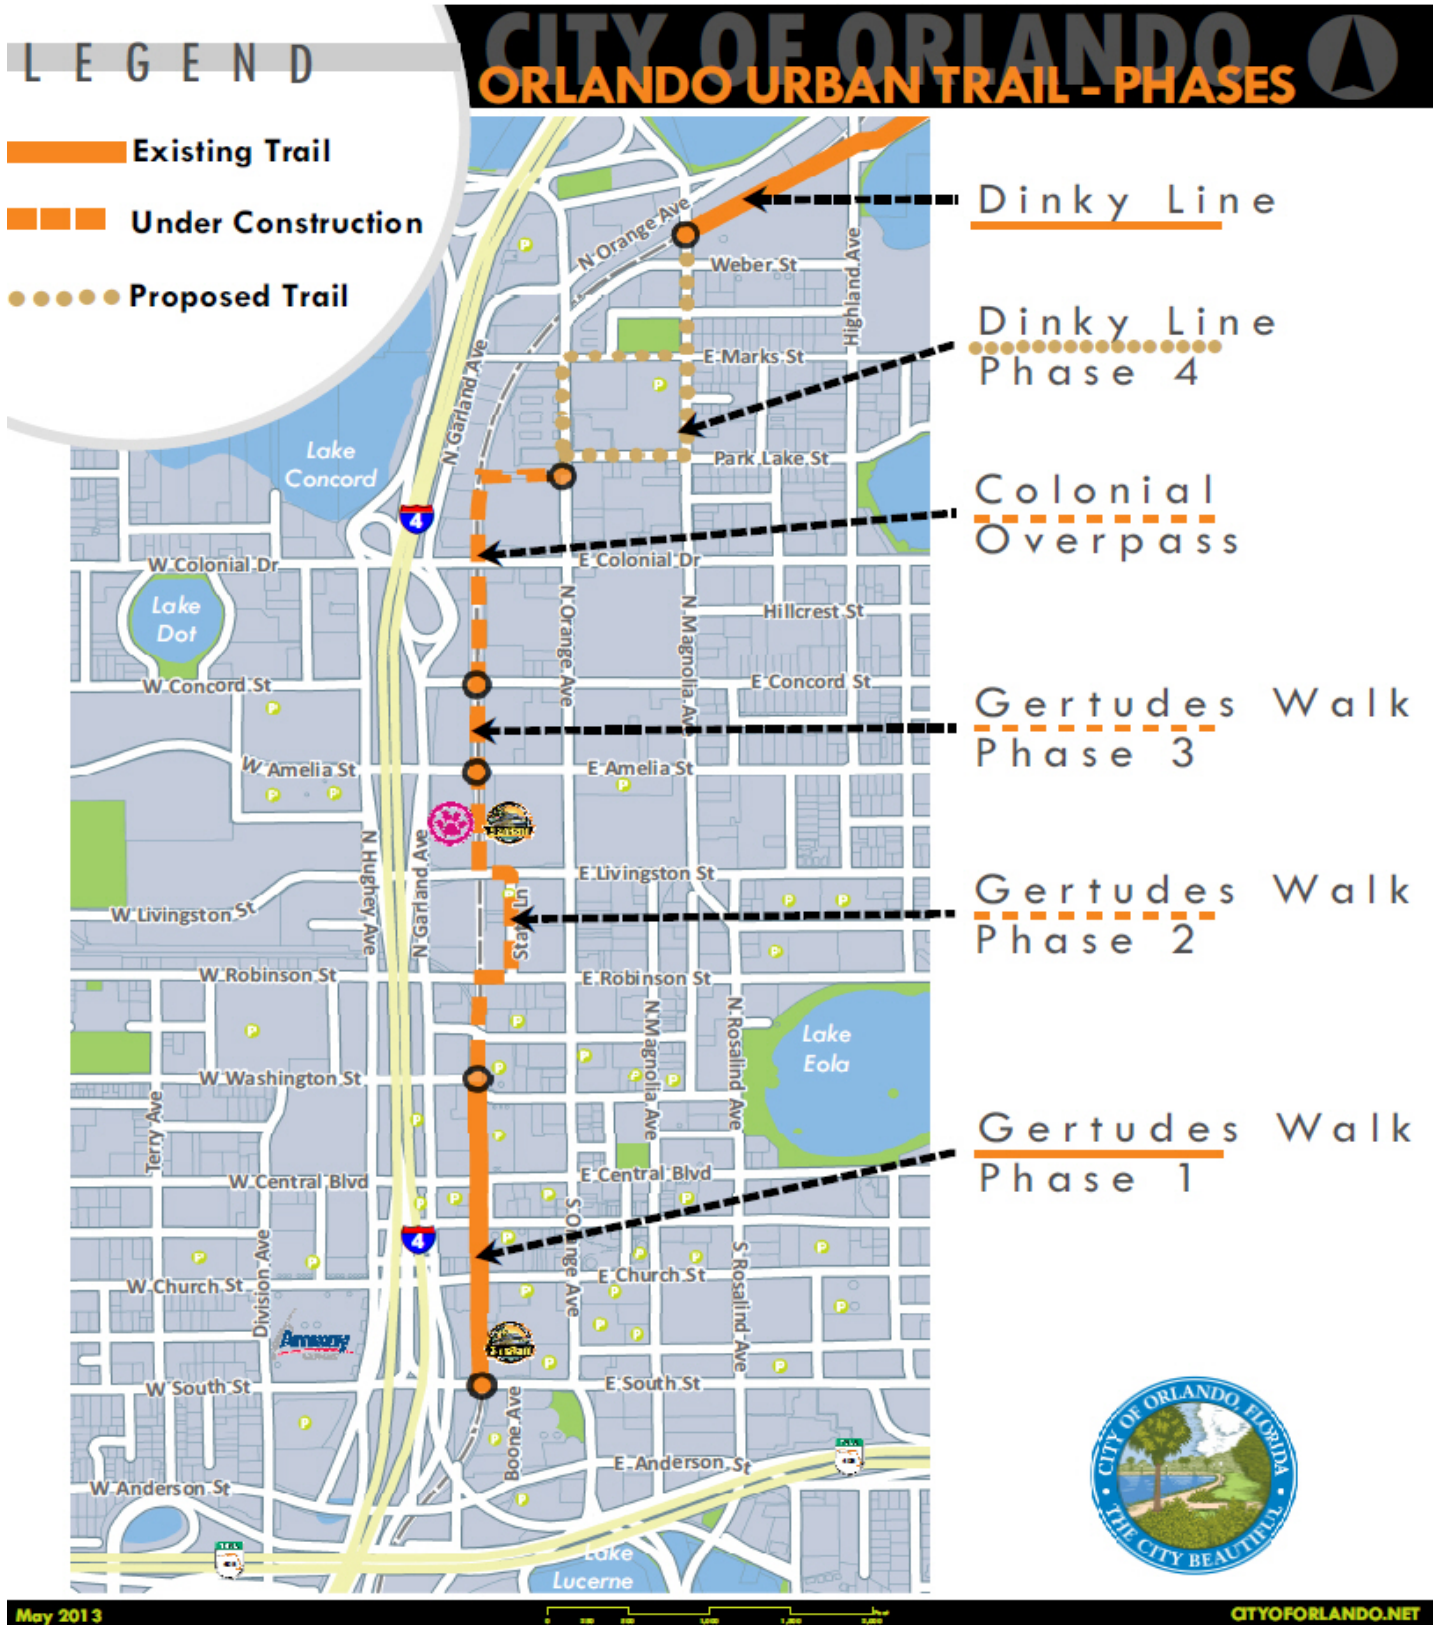 LEGEND
CITY OF ORLANDO
ORLANDO URBAN TRAIL - PHASES
Existing Trail
Under Construction
Proposed Trail
Dinky Line
Dinky Line
Phase 4
Colonial
Overpass
Gertudes Walk
Phase 3
Gertudes Walk
Phase 2
Gertudes Walk
Phase 1
N Orange Ave
Weber St
Highland Ave
E Marks St
N Garland Ave
P
Park Lake St
Lake
Concord
4
W Colonial Dr
E Colonial Dr
Lake
Dot
N Orange Ave
N Magnolia Ave
Hillcrest St
W Concord St
E Concord St
W Amelia St
E Amelia St
N Hughey Ave
N Garland Ave
E Livingston St
W Livingston St
W Robinson St
E Robinson St
N Magnolia Ave
N Rosalind Ave
Lake
Eola
W Washington St
Terry Ave
W Central Blvd
E Central Blvd
4
Division Ave
S Orange Ave
S Rosalind Ave
W Church St
E Church St
Amway
W South St
E South St
Boone Ave
W Anderson St
E Anderson St
Lake
Lucerne
CITY OF ORLANDO, FLORIDA
THE CITY BEAUTIFUL
May 2013
CITYOFORLANDO.NET